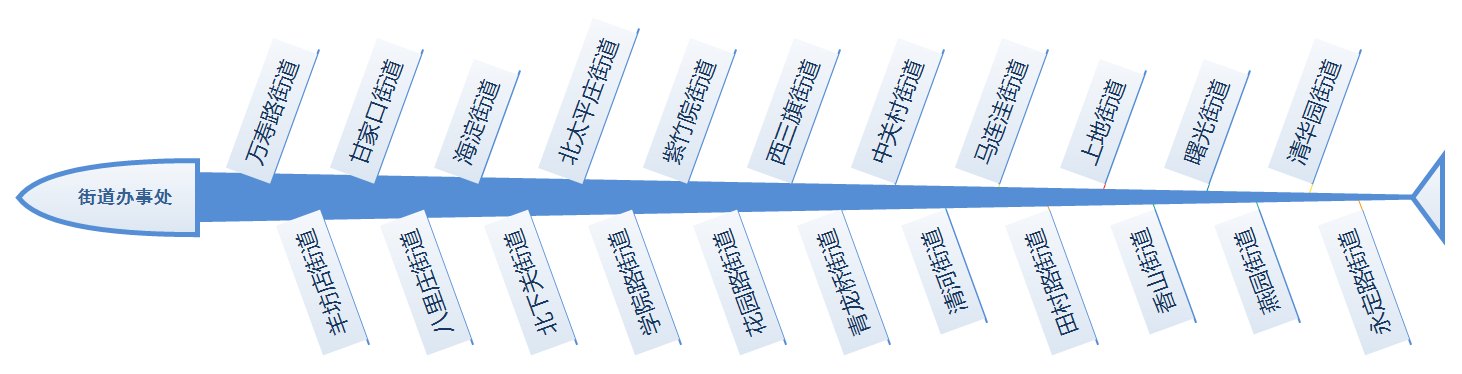 万寿路街道
甘家口街道
海淀街道
北太平庄街道
紫竹院街道
西三旗街道
中关村街道
马连洼街道
上地街道
曙光街道
清华园街道
街道办事处
羊坊店街道
八里庄街道
北下关街道
学院路街道
花园路街道
青龙桥街道
清河街道
田村路街道
香山街道
燕园街道
永定路街道